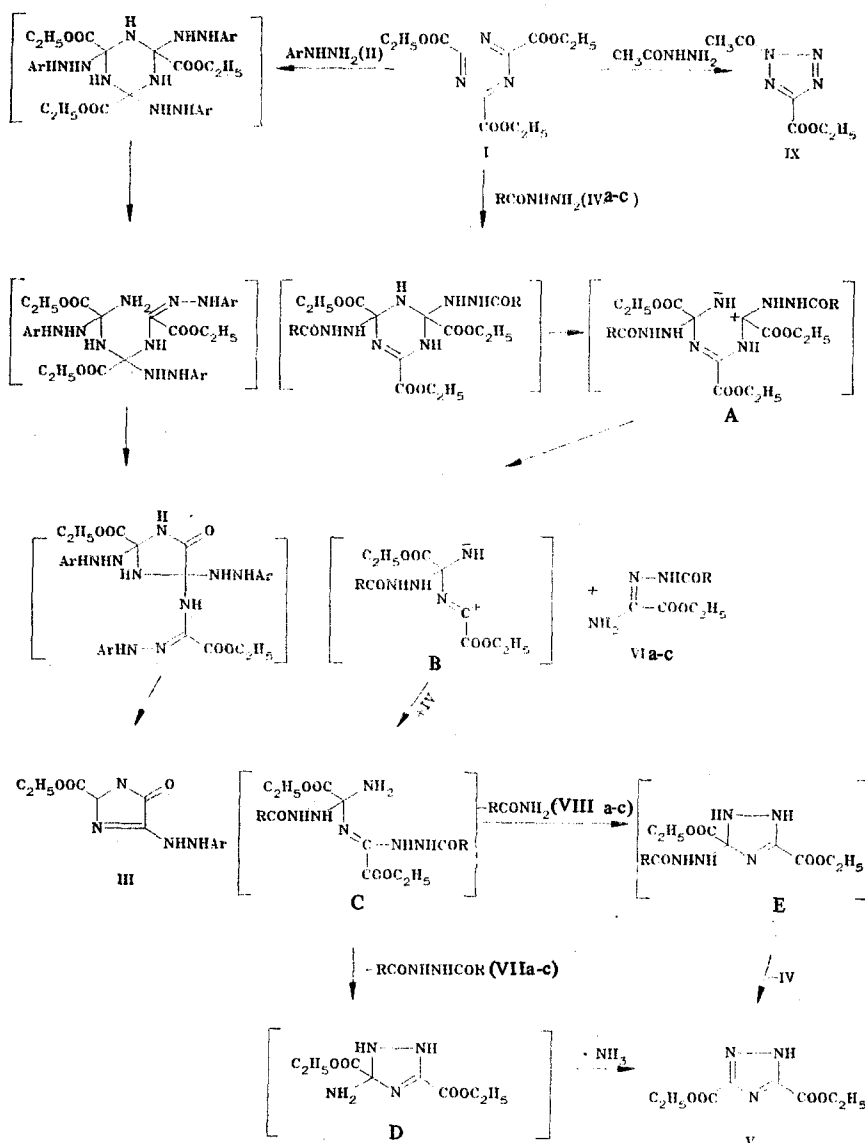 H
C₂H₅OOC N NHNHAr
ArHNHN COOC₂H₅
HN NH
C₂H₅OOC NHNHAr
ArNHNH₂(II)
C₂H₅OOC N COOC₂H₅
N N
COOC₂H₅
I
CH₃CONHNH₂
CH₃CO
N N
N N
COOC₂H₅
IX
RCONHNH₂(IV a-c)
C₂H₅OOC NH₂ N NHAr
ArHNHN COOC₂H₅
HN NH
C₂H₅OOC NHNHAr
H
C₂H₅OOC N NHNHCOR
RCONHNH COOC₂H₅
N NH
COOC₂H₅
C₂H₅OOC N̄H NHNHCOR
RCONHNH + COOC₂H₅
N NH
COOC₂H₅
A
H
C₂H₅OOC N O
ArHNHN
HN NHNHAr
NH
ArHN-N COOC₂H₅
C₂H₅OOC N̄H
RCONHNH
N C⁺
COOC₂H₅
B
+
N-NHCOR
C COOC₂H₅
NH₂
VI a-c
+IV
C₂H₅OOC N O
N NHNHAr
III
C₂H₅OOC NH₂
RCONHNH
N C NHNHCOR
COOC₂H₅
C
-RCONH₂(VIII a-c)
HN NH
C₂H₅OOC
RCONHNH N COOC₂H₅
E
-RCONHNHCOR (VIIa-c)
-IV
HN NH
C₂H₅OOC
NH₂ N COOC₂H₅
D
- NH₃
N NH
C₂H₅OOC N COOC₂H₅
V